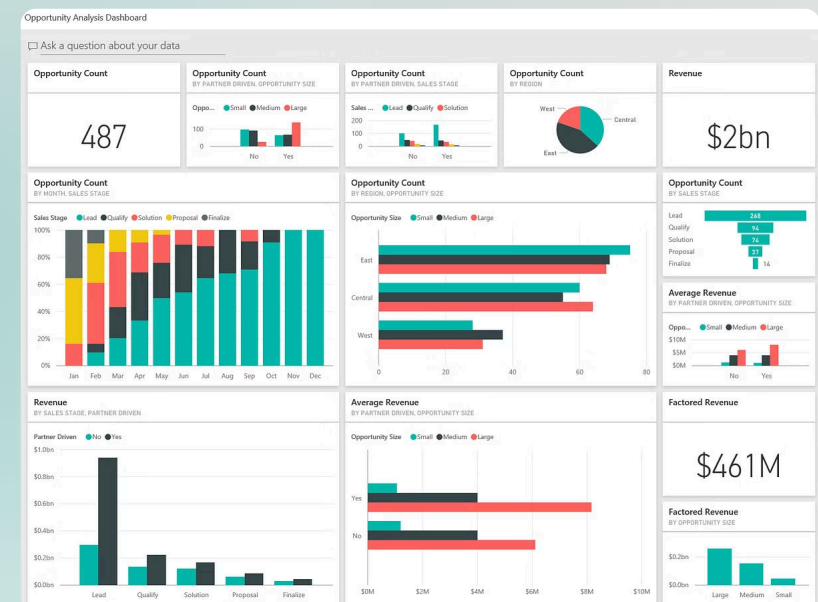 Opportunity Analysis Dashboard
Ask a question about your data
Opportunity Count
487
Opportunity Count
BY PARTNER DRIVEN, OPPORTUNITY SIZE
Oppo... Small Medium Large
100
0
No Yes
Opportunity Count
BY PARTNER DRIVEN, SALES STAGE
Sales ... Lead Qualify Solution
200
100
0
No Yes
Opportunity Count
BY REGION
West
Central
East
Revenue
$2bn
Opportunity Count
BY MONTH, SALES STAGE
Sales Stage Lead Qualify Solution Proposal Finalize
100%
80%
60%
40%
20%
0%
Jan Feb Mar Apr May Jun Jul Aug Sep Oct Nov Dec
Opportunity Count
BY REGION, OPPORTUNITY SIZE
Opportunity Size Small Medium Large
East
Central
West
0 20 40 60 80
Opportunity Count
BY SALES STAGE
Lead 268
Qualify 94
Solution 74
Proposal 37
Finalize 14
Average Revenue
BY PARTNER DRIVEN, OPPORTUNITY SIZE
Oppo... Small Medium Large
$10M
$5M
$0M
No Yes
Revenue
BY SALES STAGE, PARTNER DRIVEN
Partner Driven No Yes
$1.0bn
$0.8bn
$0.6bn
$0.4bn
$0.2bn
$0.0bn
Lead Qualify Solution Proposal Finalize
Average Revenue
BY PARTNER DRIVEN, OPPORTUNITY SIZE
Opportunity Size Small Medium Large
Yes
No
$0M $2M $4M $6M $8M $10M
Factored Revenue
$461M
Factored Revenue
BY OPPORTUNITY SIZE
$0.2bn
$0.0bn
Large Medium Small